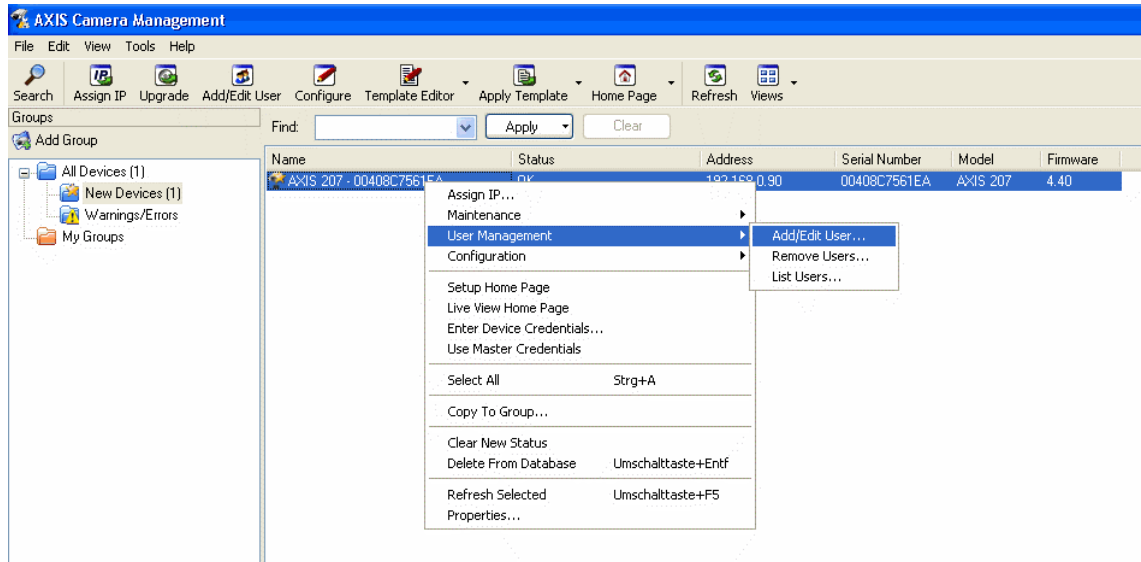 AXIS Camera Management
File Edit View Tools Help
Search Assign IP Upgrade Add/Edit User Configure Template Editor Apply Template Home Page Refresh Views
Groups
Add Group
All Devices (1)
New Devices (1)
Warnings/Errors
My Groups
Find: Apply Clear
Name Status Address Serial Number Model Firmware
AXIS 207 - 00408C7561EA OK 192.168.0.90 00408C7561EA AXIS 207 4.40
Assign IP...
Maintenance
User Management
Configuration
Setup Home Page
Live View Home Page
Enter Device Credentials...
Use Master Credentials
Select All Strg+A
Copy To Group...
Clear New Status
Delete From Database Umschalttaste+Entf
Refresh Selected Umschalttaste+F5
Properties...
Add/Edit User...
Remove Users...
List Users...